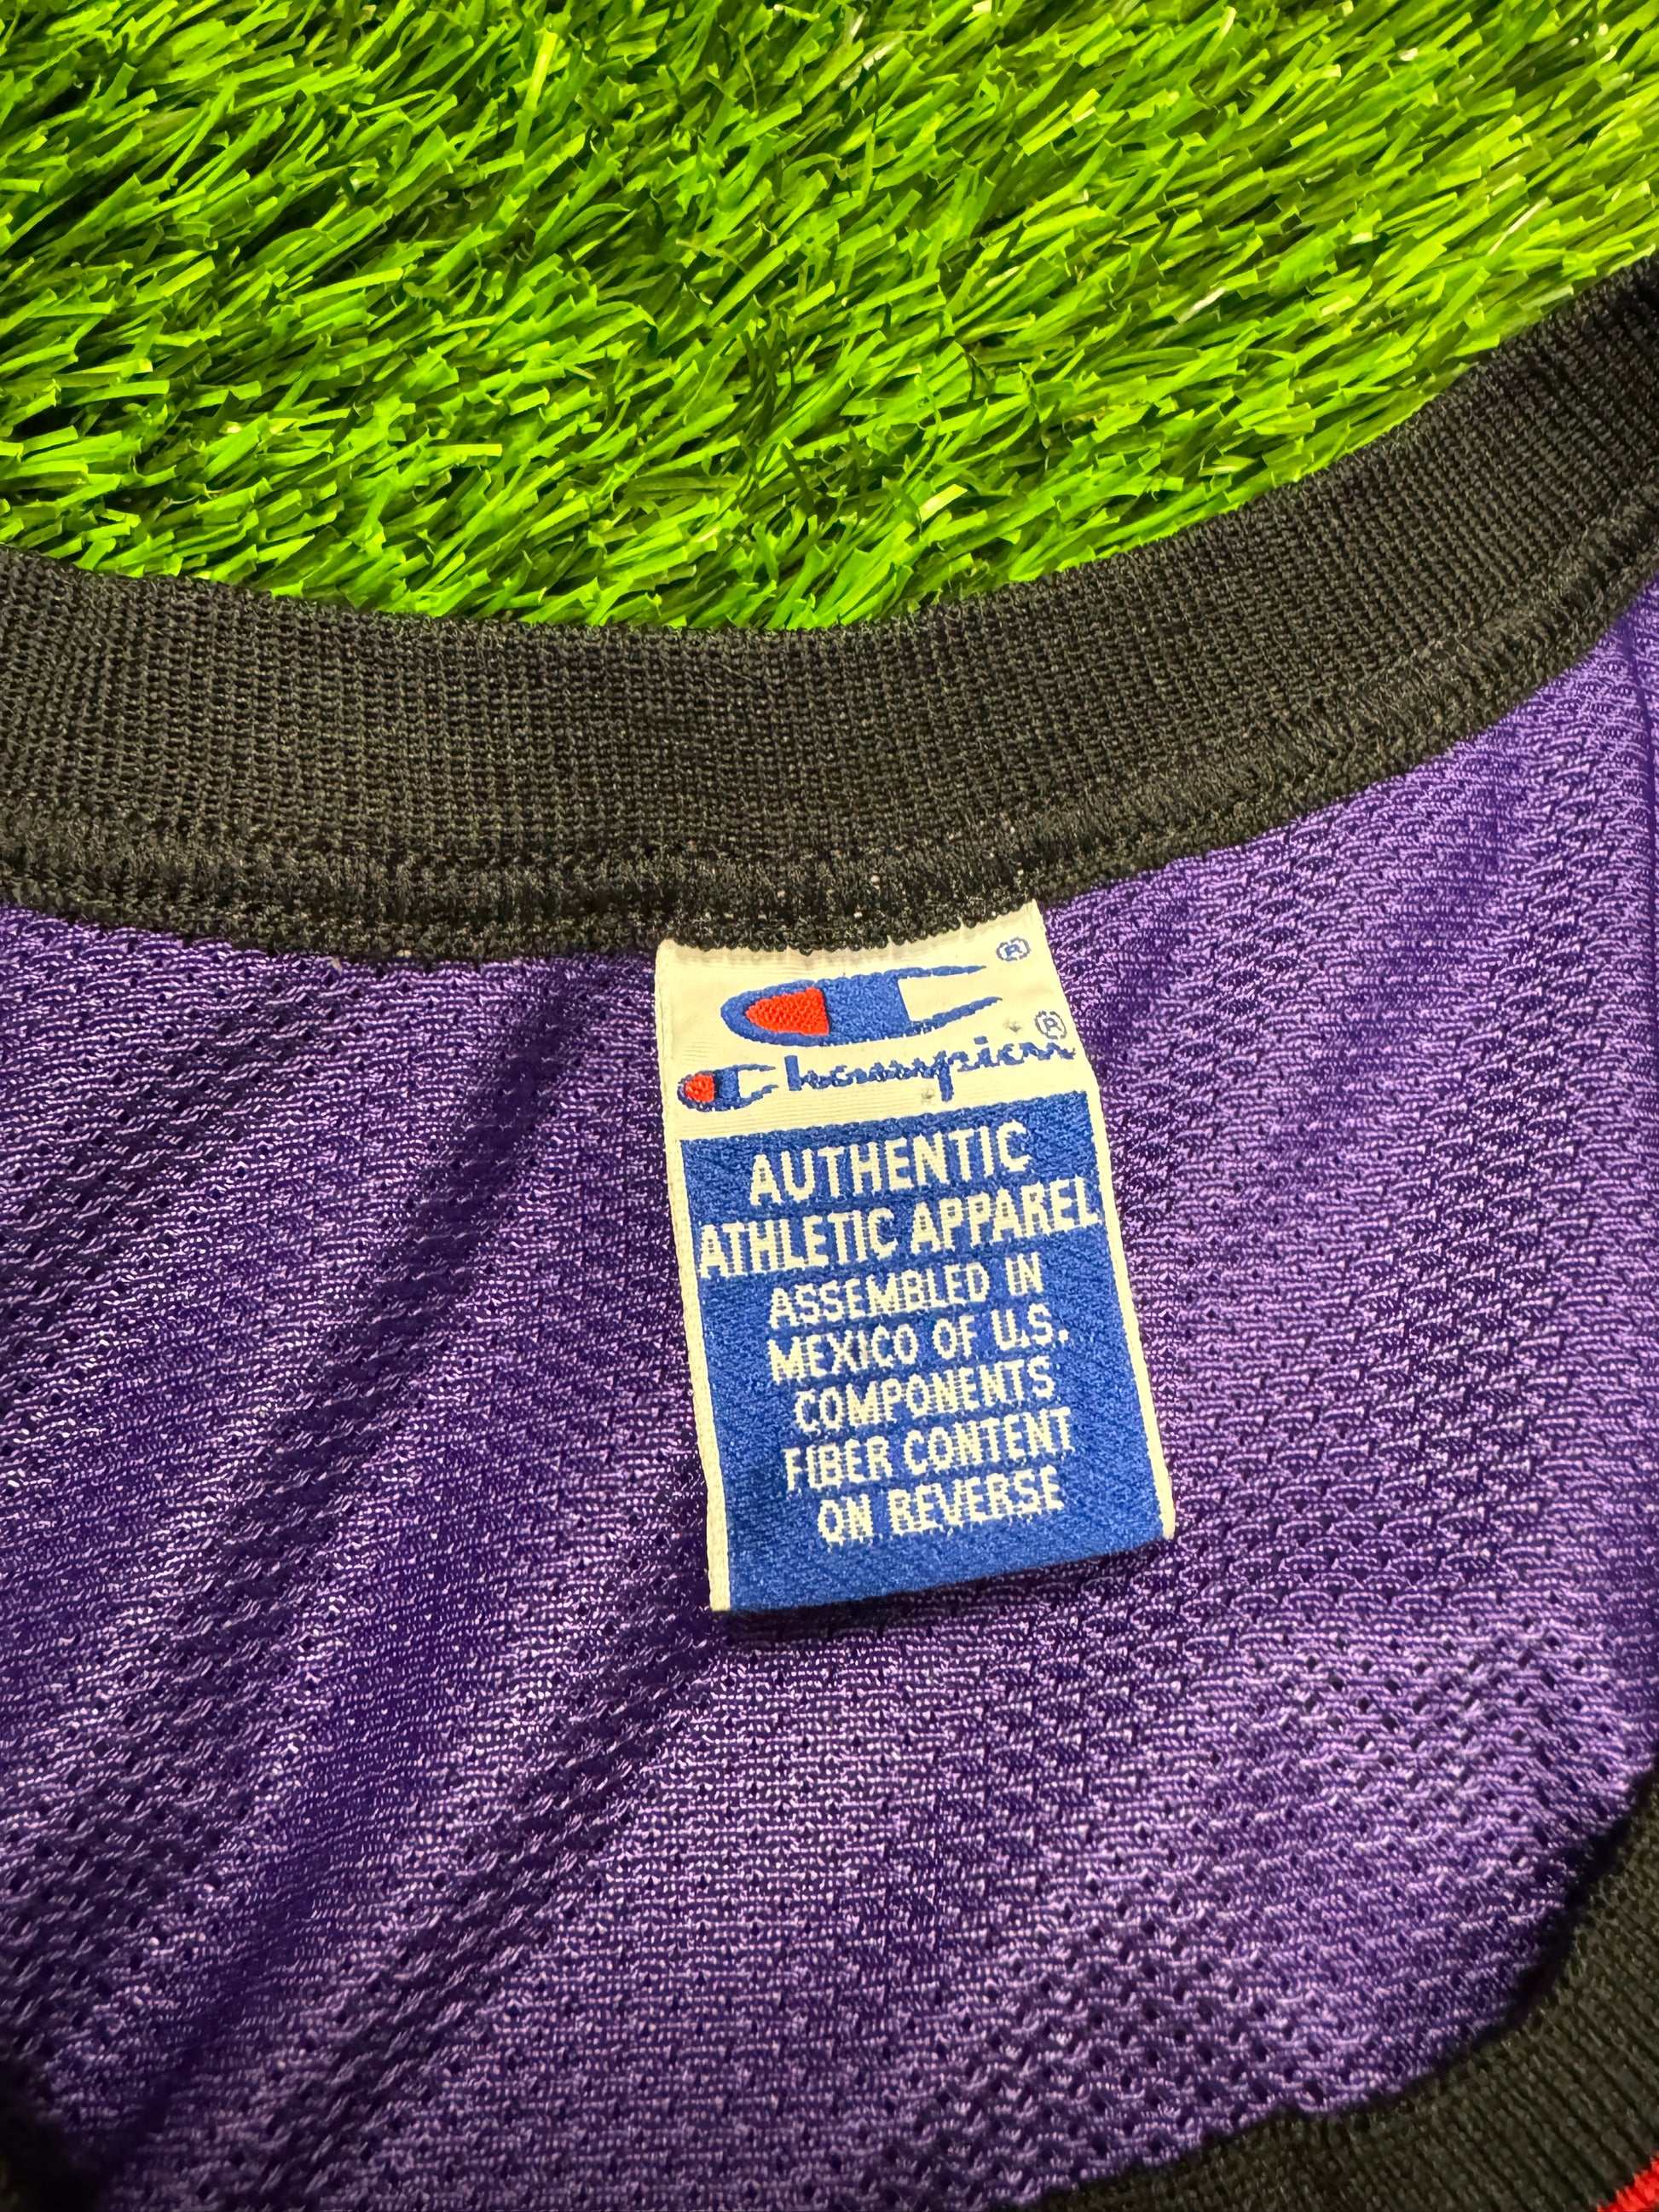 ®
Champion®
AUTHENTIC
ATHLETIC APPAREL
ASSEMBLED IN
MEXICO OF U.S.
COMPONENTS
FIBER CONTENT
ON REVERSE